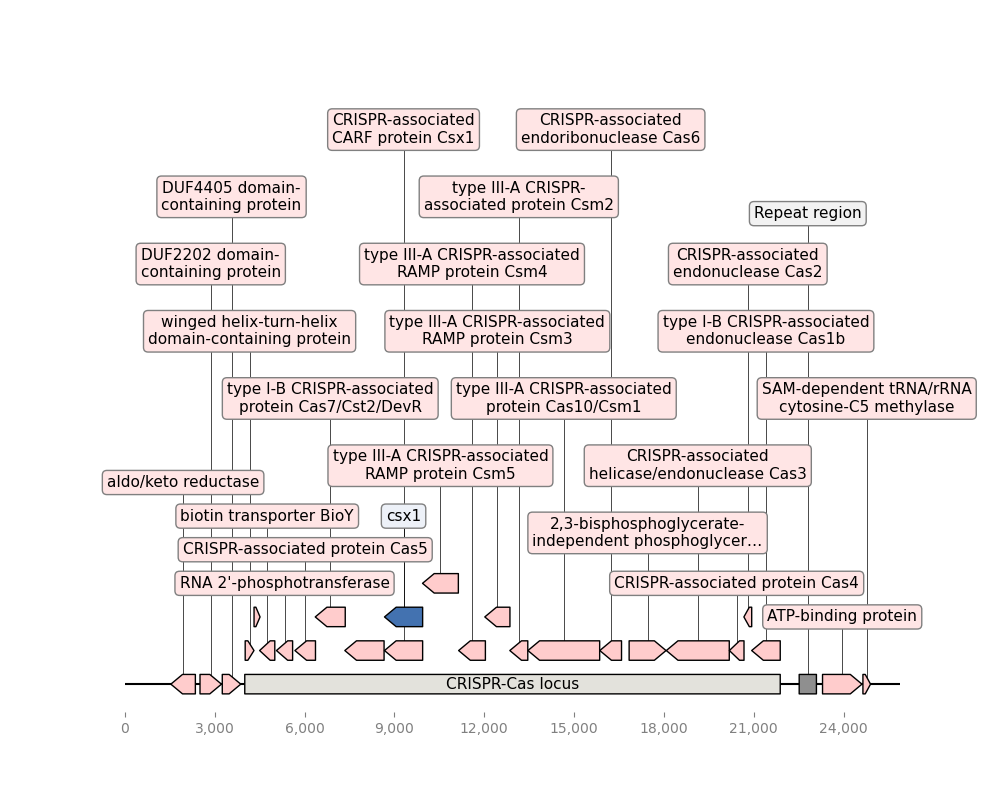 CRISPR-associated
CARF protein Csx1
CRISPR-associated
endoribonuclease Cas6
DUF4405 domain-
containing protein
type III-A CRISPR-
associated protein Csm2
Repeat region
DUF2202 domain-
containing protein
type III-A CRISPR-associated
RAMP protein Csm4
CRISPR-associated
endonuclease Cas2
winged helix-turn-helix
domain-containing protein
type III-A CRISPR-associated
RAMP protein Csm3
type I-B CRISPR-associated
endonuclease Cas1b
type I-B CRISPR-associated
protein Cas7/Cst2/DevR
type III-A CRISPR-associated
protein Cas10/Csm1
SAM-dependent tRNA/rRNA
cytosine-C5 methylase
type III-A CRISPR-associated
RAMP protein Csm5
CRISPR-associated
helicase/endonuclease Cas3
aldo/keto reductase
biotin transporter BioY
csx1
2,3-bisphosphoglycerate-
independent phosphoglycer…
CRISPR-associated protein Cas5
RNA 2'-phosphotransferase
CRISPR-associated protein Cas4
ATP-binding protein
CRISPR-Cas locus
0 3,000 6,000 9,000 12,000 15,000 18,000 21,000 24,000